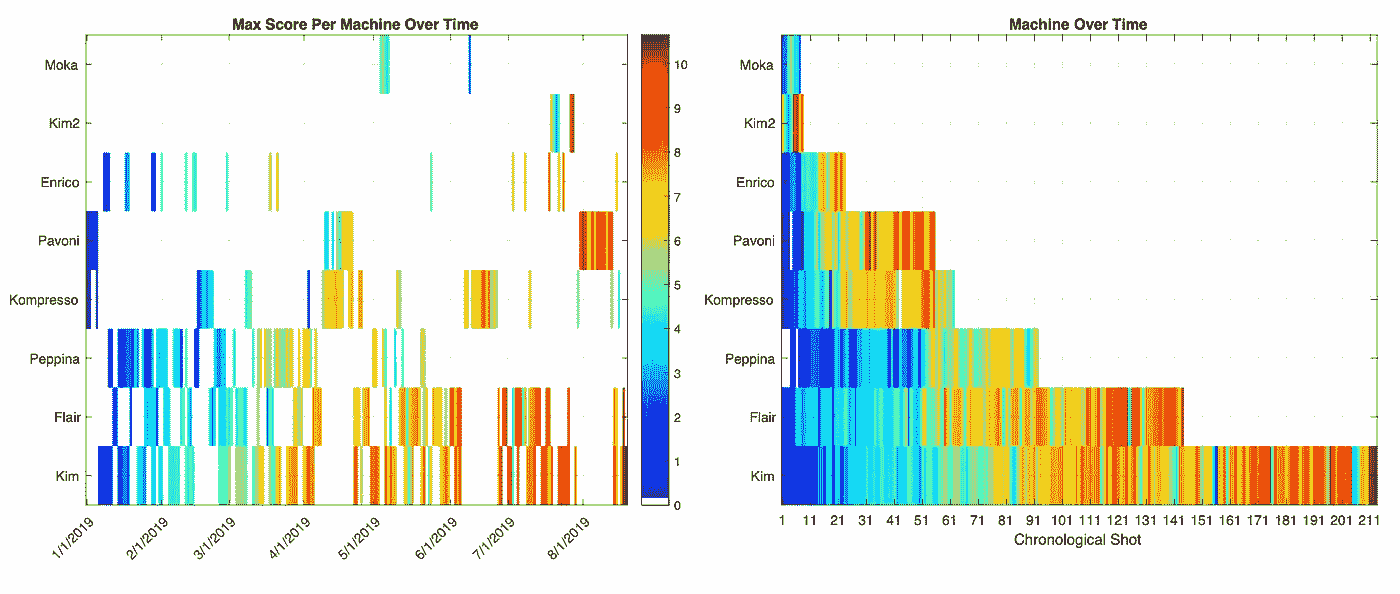 Max Score Per Machine Over Time
Moka
Kim2
Enrico
Pavoni
Kompresso
Peppina
Flair
Kim
1/1/2019
2/1/2019
3/1/2019
4/1/2019
5/1/2019
6/1/2019
7/1/2019
8/1/2019
10
9
8
7
6
5
4
3
2
1
0
Machine Over Time
Moka
Kim2
Enrico
Pavoni
Kompresso
Peppina
Flair
Kim
1 11 21 31 41 51 61 71 81 91 101 111 121 131 141 151 161 171 181 191 201 211
Chronological Shot